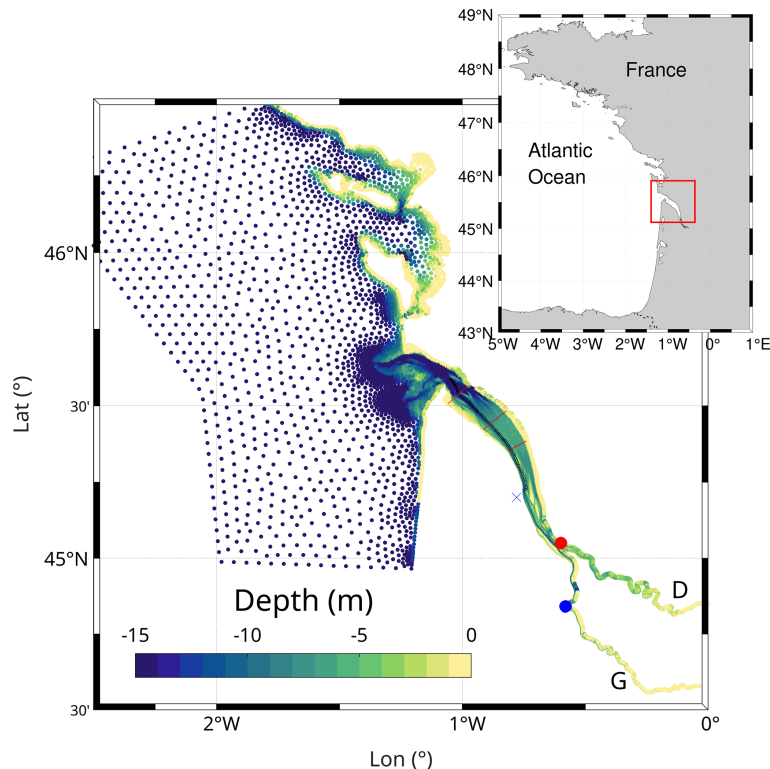 49°N
48°N
47°N
46°N
45°N
44°N
43°N
5°W 4°W 3°W 2°W 1°W 0° 1°E
France
Atlantic
Ocean
46°N
30'
45°N
30'
Lat (°)
Depth (m)
-15 -10 -5 0
D
G
2°W 1°W 0°
Lon (°)